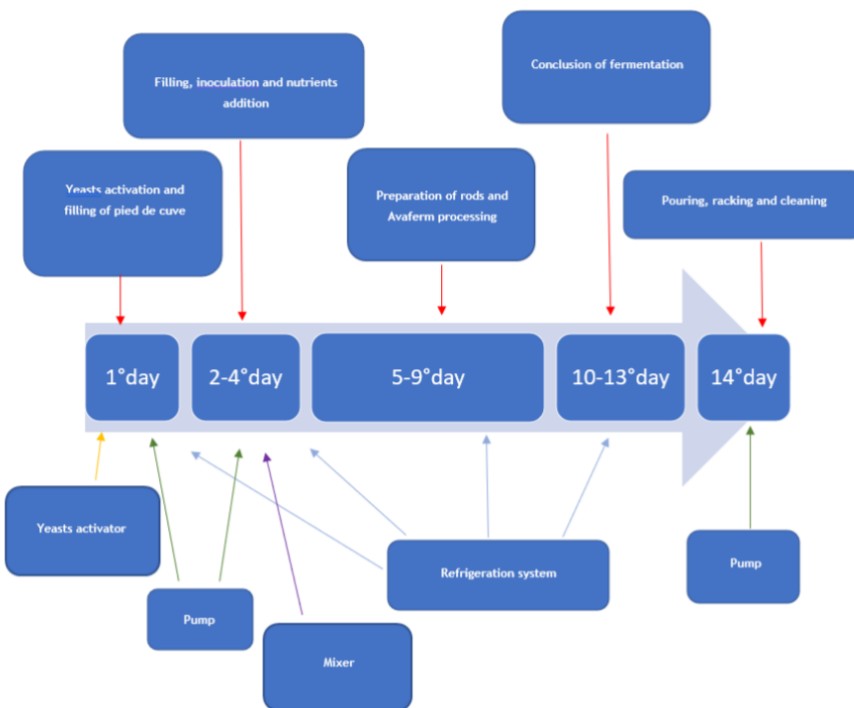 Conclusion of fermentation
Filling, inoculation and nutrients
addition
Yeasts activation and
filling of pied de cuve
Preparation of rods and
Avaferm processing
Pouring, racking and cleaning
1°day
2-4°day
5-9°day
10-13°day
14°day
Yeasts activator
Refrigeration system
Pump
Pump
Mixer